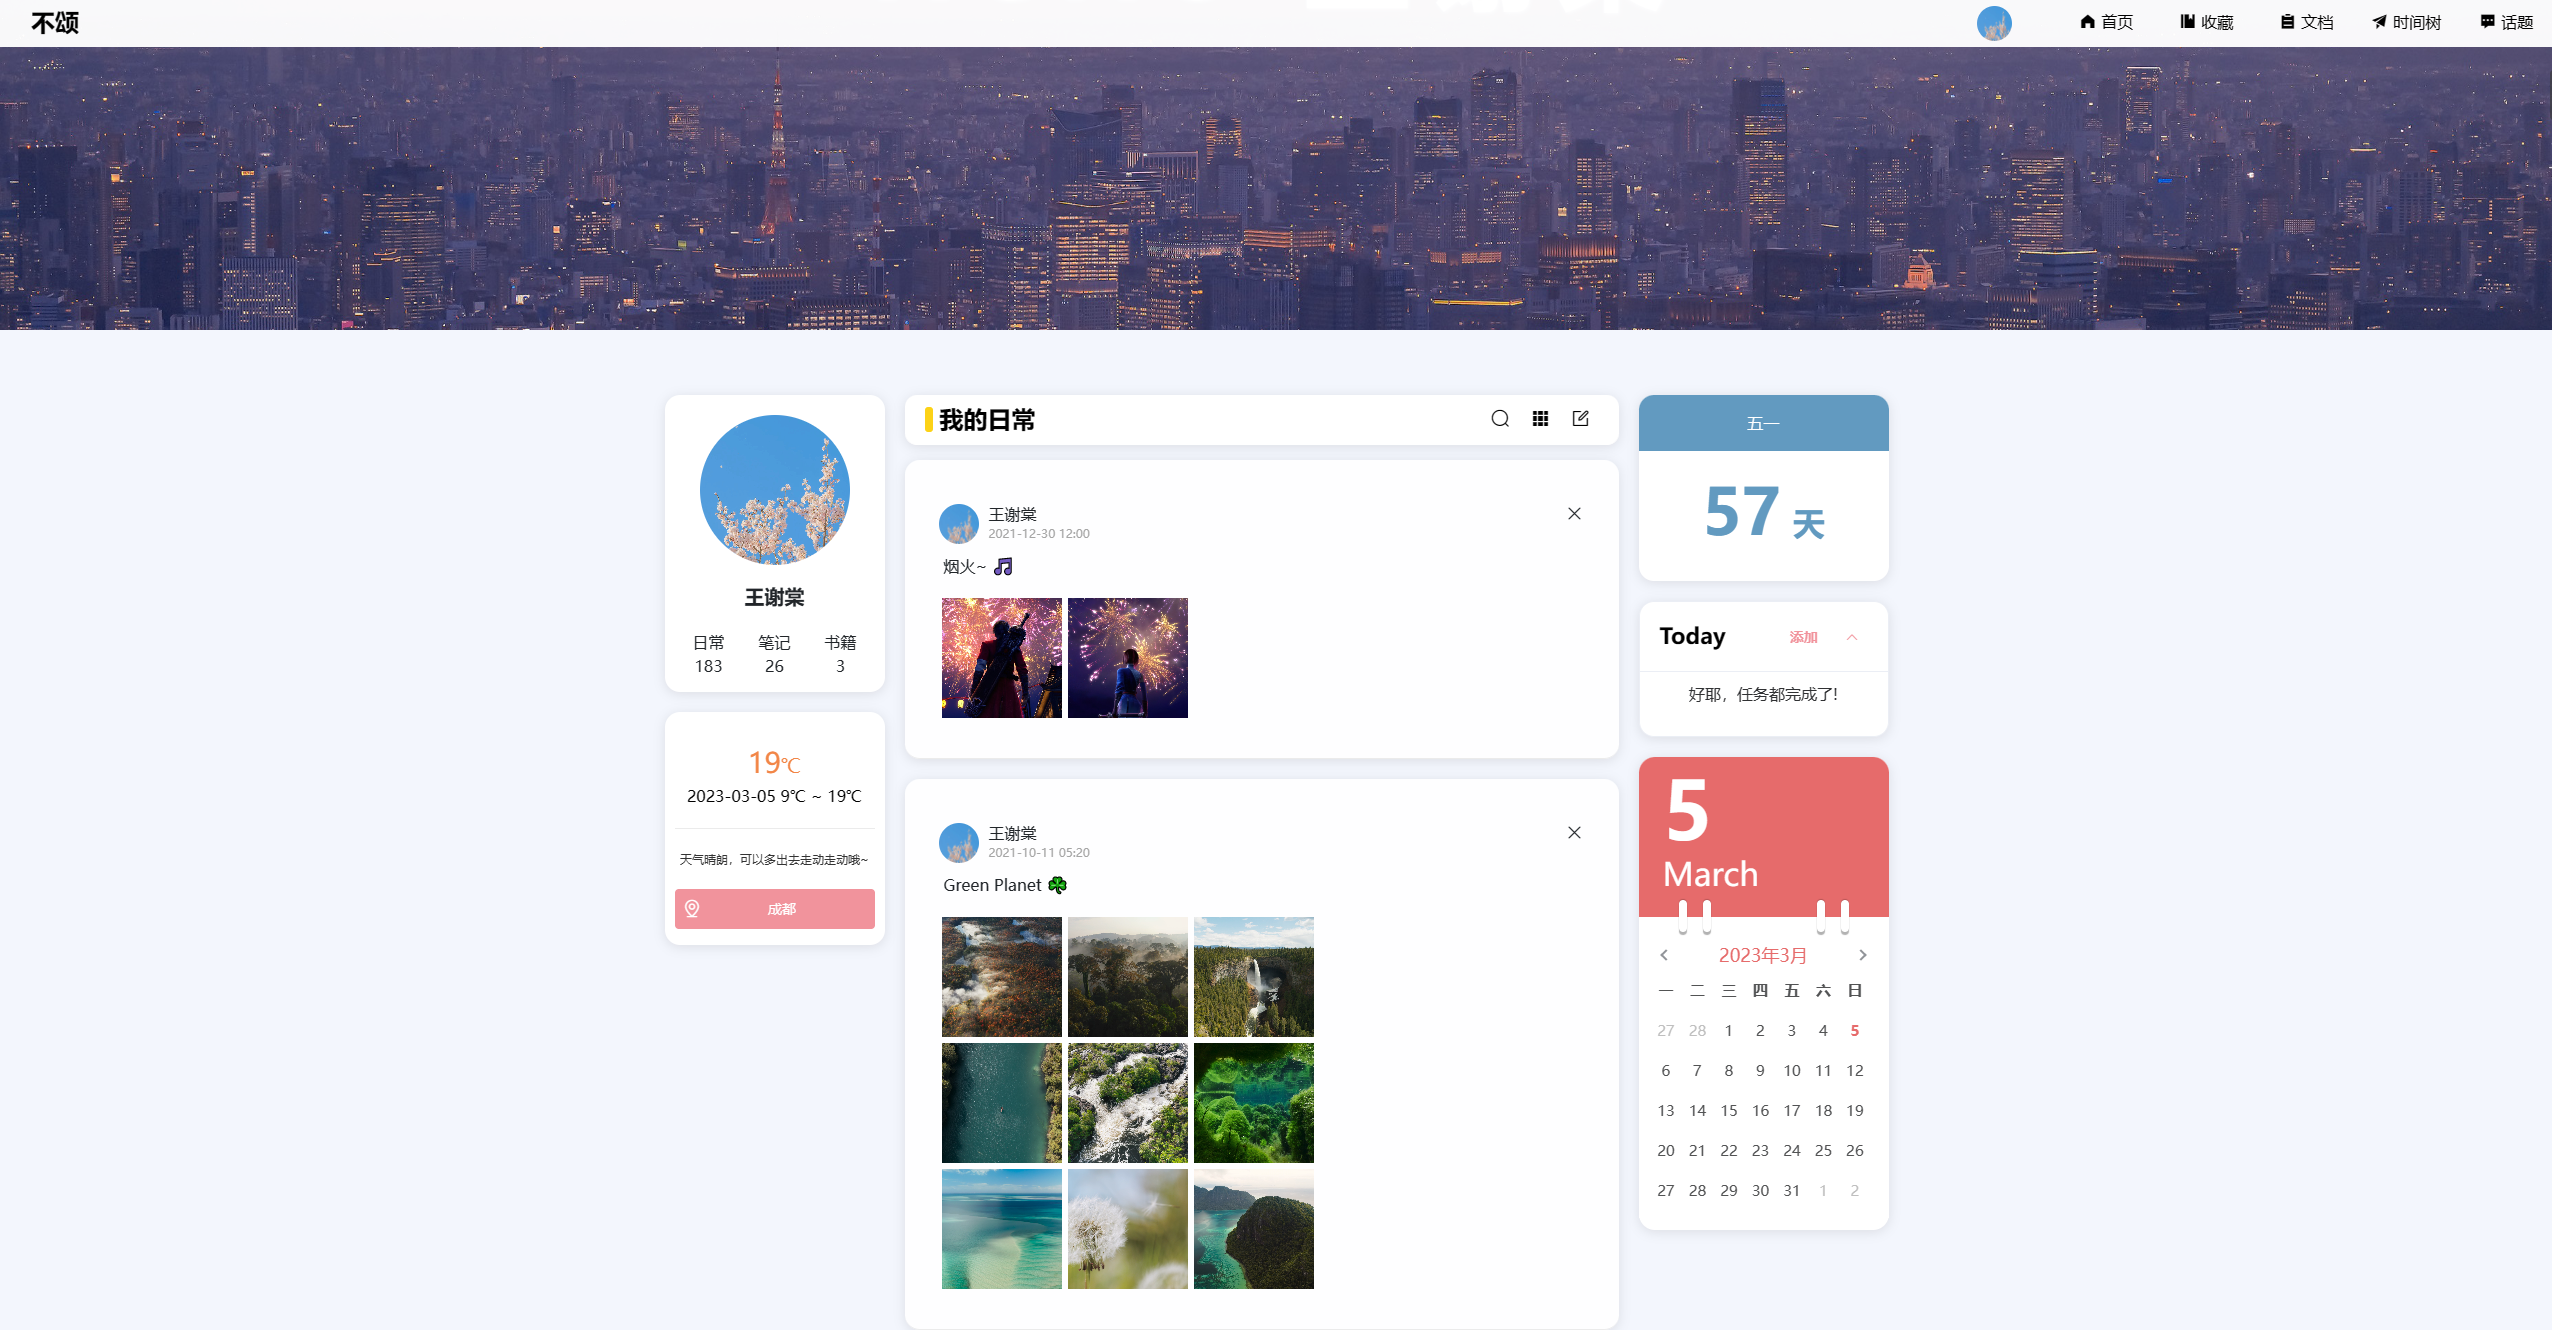 不颂
首页
收藏
文档
时间树
话题
王谢棠
日常 笔记 书籍
183 26 3
19℃
2023-03-05 9℃ ~ 19℃
天气晴朗，可以多出去走动走动哦~
成都
我的日常
王谢棠
2021-12-30 12:00
烟火~ 🎵
王谢棠
2021-10-11 05:20
Green Planet ☘
五一
57 天
Today 添加
好耶，任务都完成了!
5
March
2023年3月
一 二 三 四 五 六 日
27 28 1 2 3 4 5
6 7 8 9 10 11 12
13 14 15 16 17 18 19
20 21 22 23 24 25 26
27 28 29 30 31 1 2